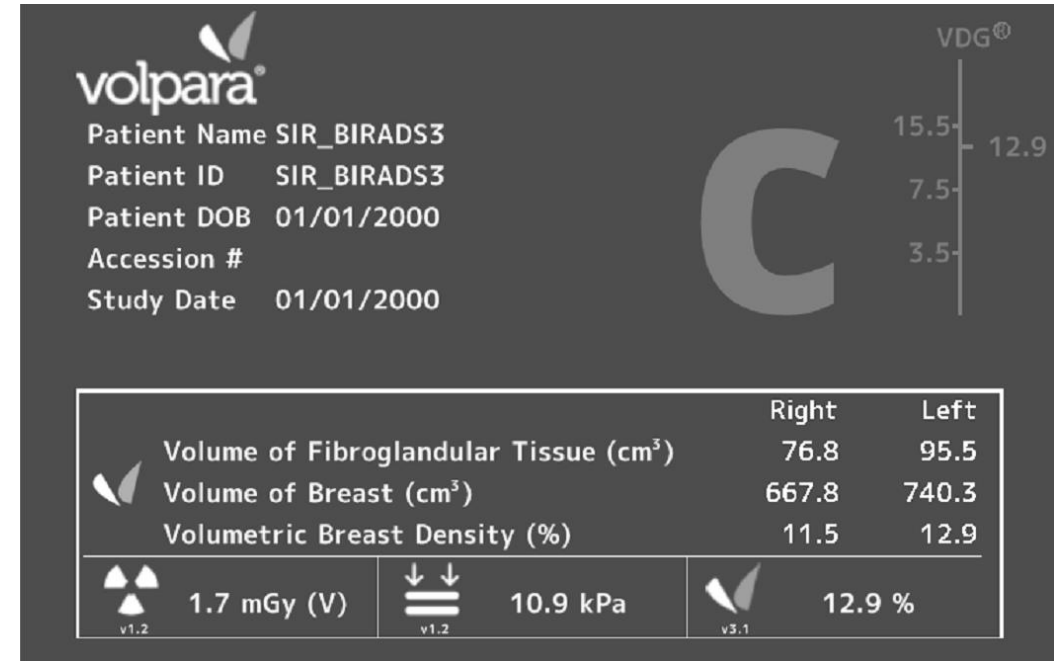 volpara®
VDG®
Patient Name SIR_BIRADS3
Patient ID SIR_BIRADS3
Patient DOB 01/01/2000
Accession #
Study Date 01/01/2000
C
15.5
12.9
7.5
3.5
Right Left
Volume of Fibroglandular Tissue (cm³) 76.8 95.5
Volume of Breast (cm³) 667.8 740.3
Volumetric Breast Density (%) 11.5 12.9
1.7 mGy (V) 10.9 kPa 12.9 %
v1.2 v1.2 v3.1